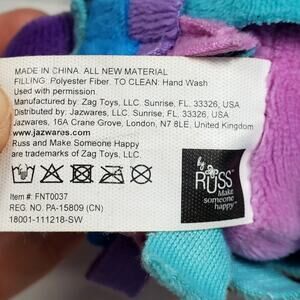 MADE IN CHINA. ALL NEW MATERIAL
FILLING: Polyester Fiber. TO CLEAN: Hand Wash
Used with permission.
Manufactured by: Zag Toys, LLC. Sunrise, FL. 33326, USA
Distributed by: Jazwares, LLC. Sunrise, FL. 33326, USA
Jazwares, 16A Crane Grove, London, N7 8LE, United Kingdom
www.jazwares.com
Russ and Make Someone Happy
are trademarks of Zag Toys, LLC.
by
RUSS
Make
someone
happy
Item #: FNT0037
REG. NO. PA-15809 (CN)
18001-111218-SW